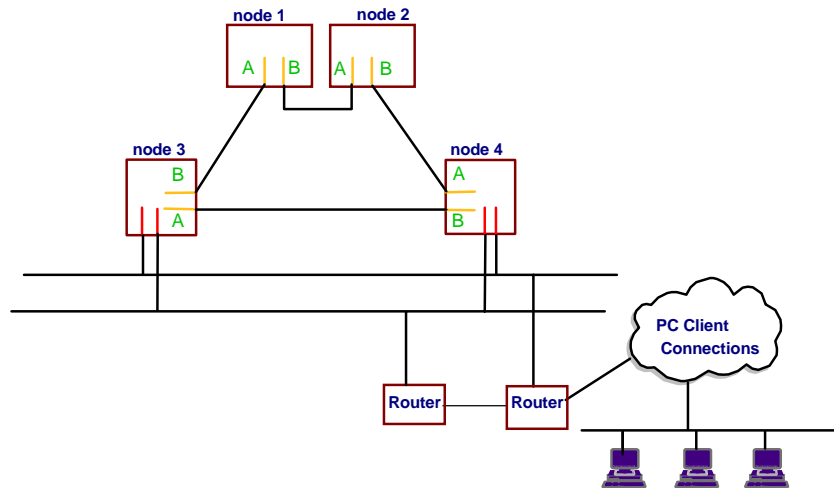 node 1
node 2
A B
A B
node 3
node 4
B
A
A
B
PC Client
Connections
Router
Router